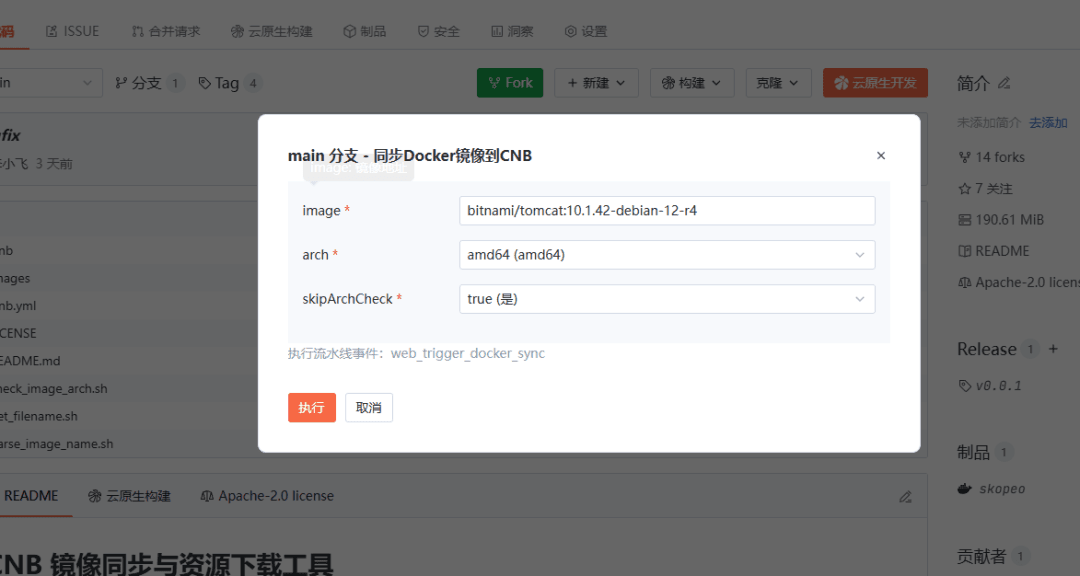 码 ISSUE 合并请求 云原生构建 制品 安全 洞察 设置
in 分支 1 Tag 4 Fork + 新建 构建 克隆 云原生开发 简介
未添加简介 去添加
fix
小飞 3 天前
main 分支 - 同步Docker镜像到CNB
image: 镜像地址
image * bitnami/tomcat:10.1.42-debian-12-r4
arch * amd64 (amd64)
skipArchCheck * true (是)
执行流水线事件：web_trigger_docker_sync
执行 取消
nb
nages
nb.yml
CENSE
EADME.md
heck_image_arch.sh
et_filename.sh
arse_image_name.sh
14 forks
7 关注
190.61 MiB
README
Apache-2.0 licens
Release 1 +
v0.0.1
制品 1
skopeo
贡献者 1
README 云原生构建 Apache-2.0 license
CNB 镜像同步与资源下载工具